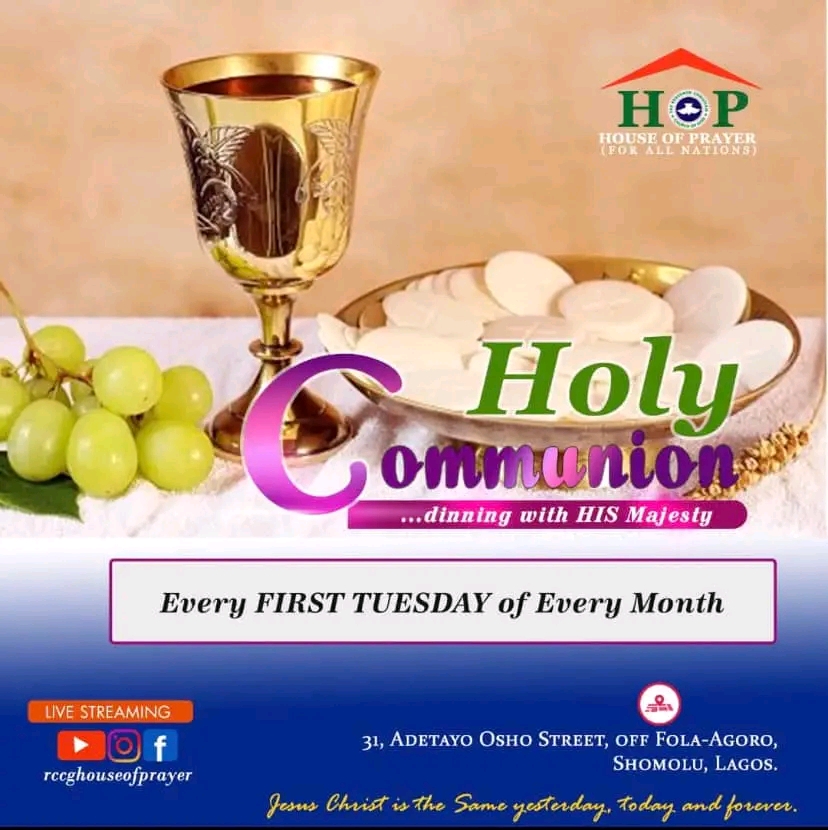 HOP
HOUSE OF PRAYER
(FOR ALL NATIONS)
Holy
Communion
...dinning with HIS Majesty
Every FIRST TUESDAY of Every Month
LIVE STREAMING
rccghouseofprayer
31, ADETAYO OSHO STREET, OFF FOLA-AGORO,
SHOMOLU, LAGOS.
Jesus Christ is the Same yesterday, today and forever.